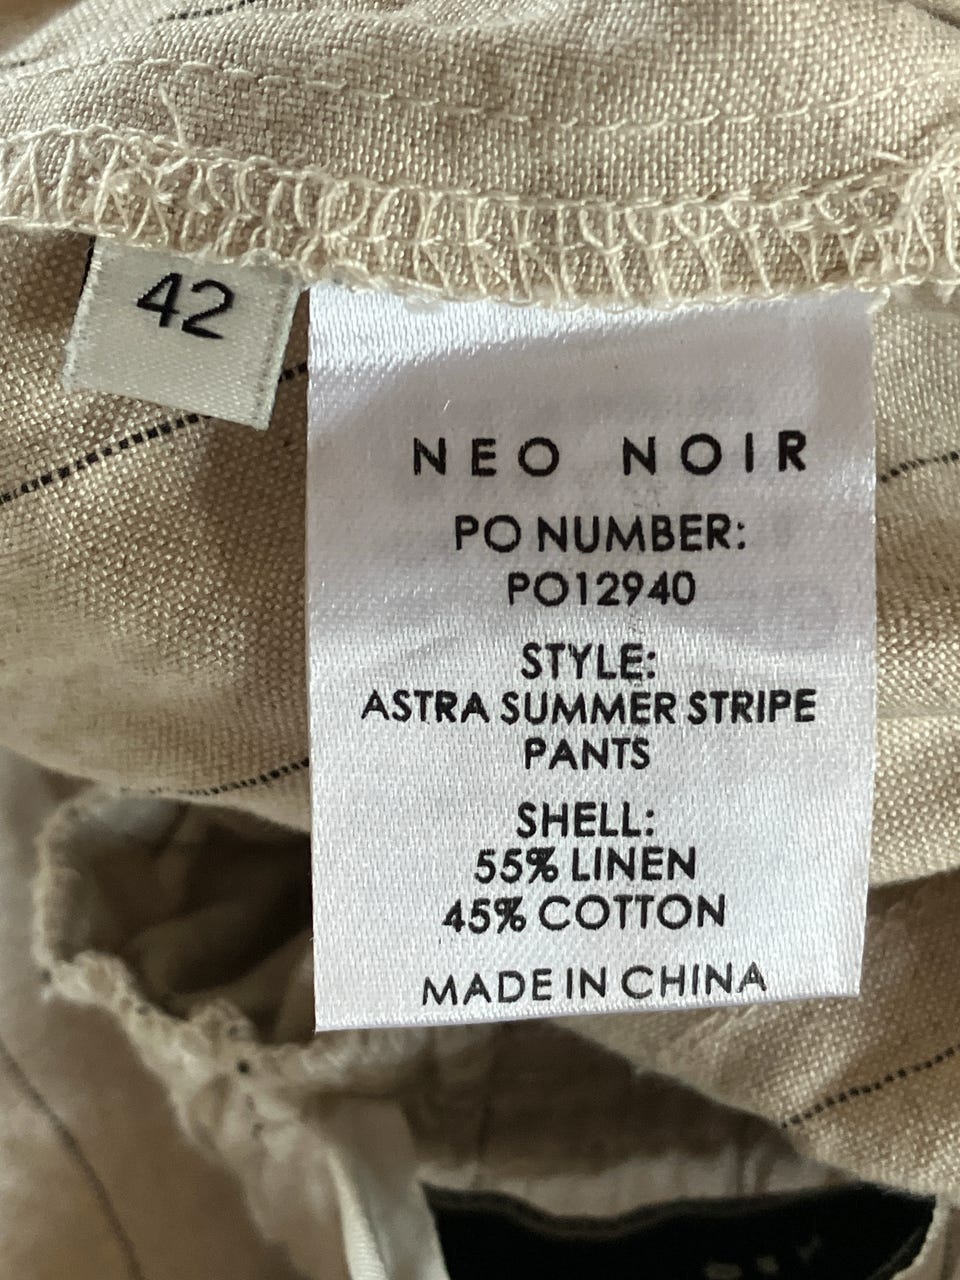 42
NEO NOIR
PO NUMBER:
PO12940
STYLE:
ASTRA SUMMER STRIPE
PANTS
SHELL:
55% LINEN
45% COTTON
MADE IN CHINA